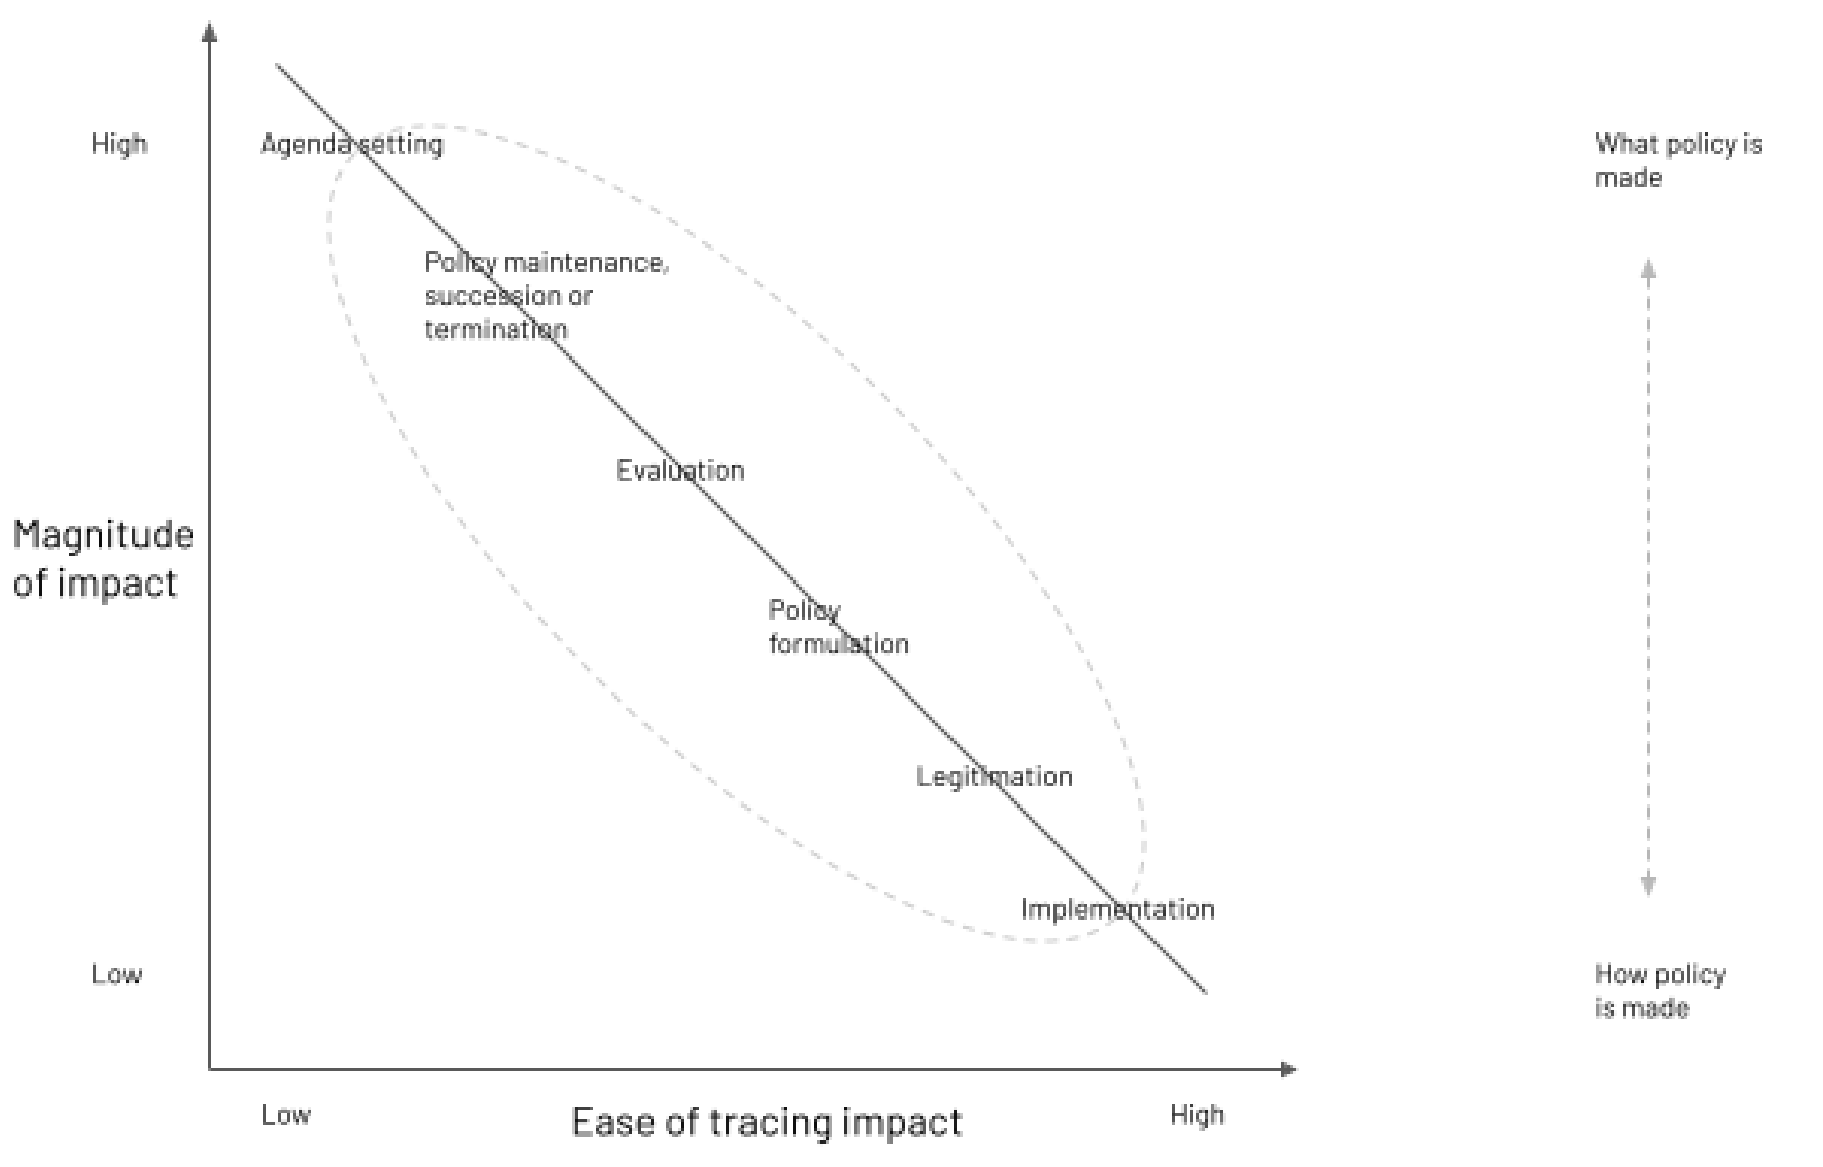 High
Agenda setting
What policy is
made
Policy maintenance,
succession or
termination
Evaluation
Magnitude
of impact
Policy
formulation
Legitimation
Implementation
Low
How policy
is made
Low
Ease of tracing impact
High